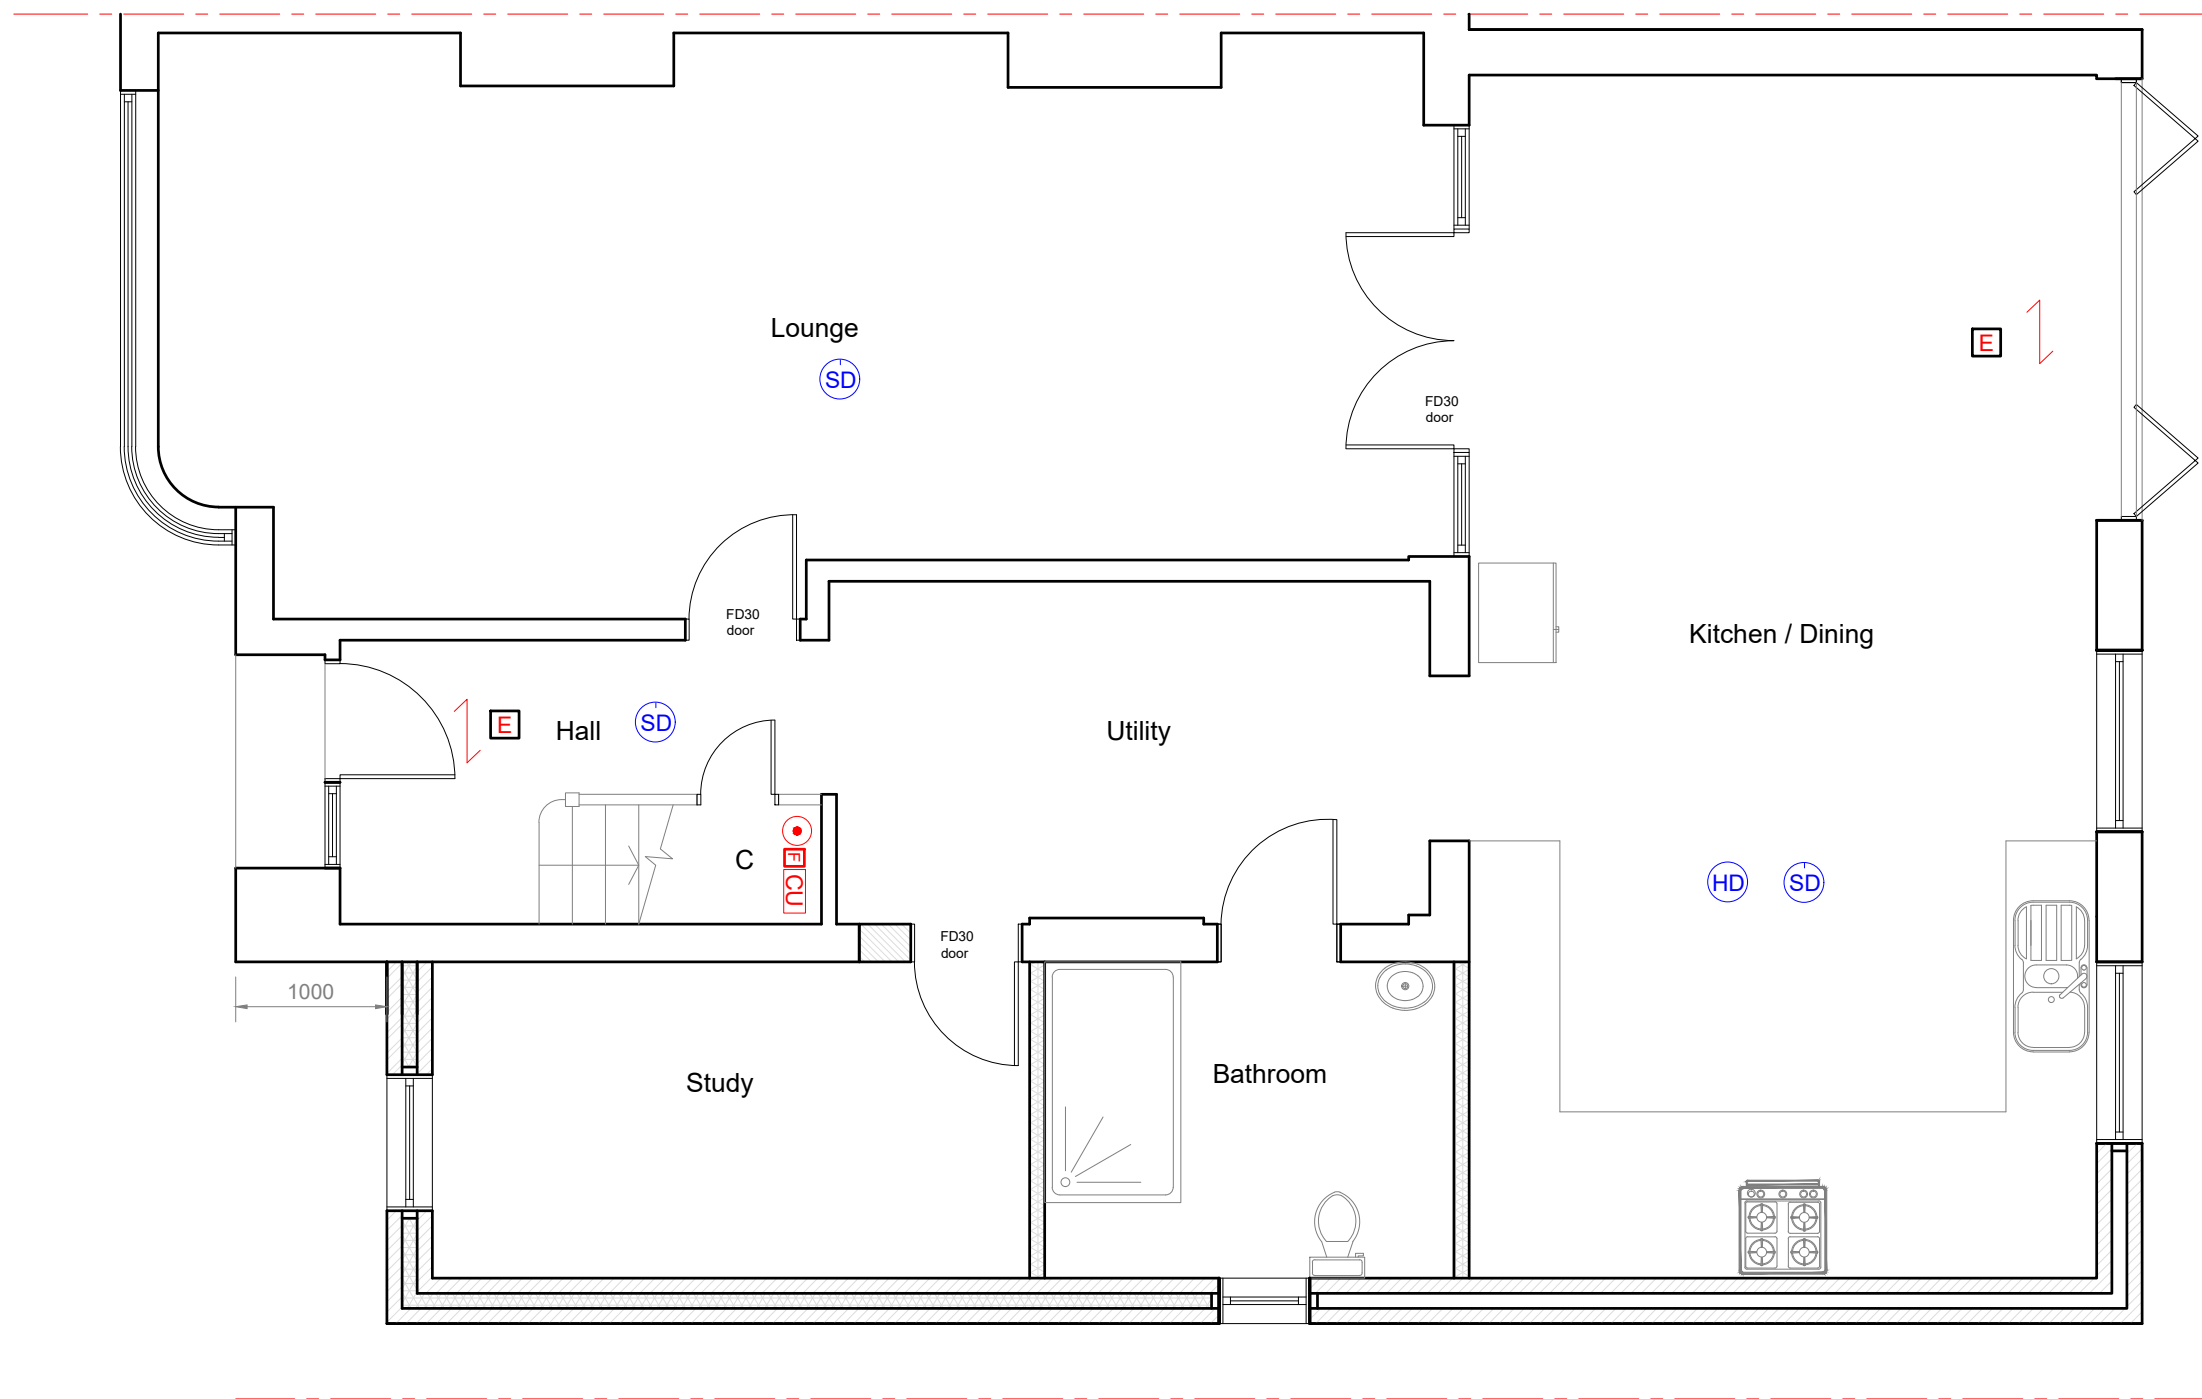 Lounge
SD
E
FD30
door
FD30
door
Kitchen / Dining
E
Hall
SD
Utility
C
F
CU
HD
SD
FD30
door
1000
Study
Bathroom